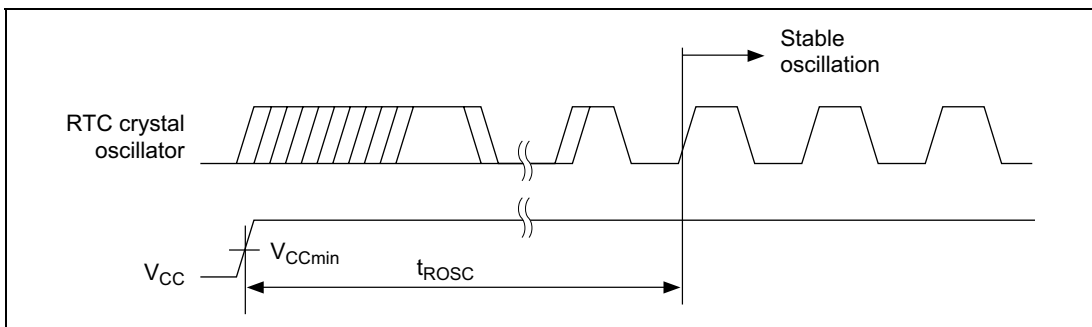 Stable
oscillation
RTC crystal
oscillator
VCCmin
VCC
tROSC